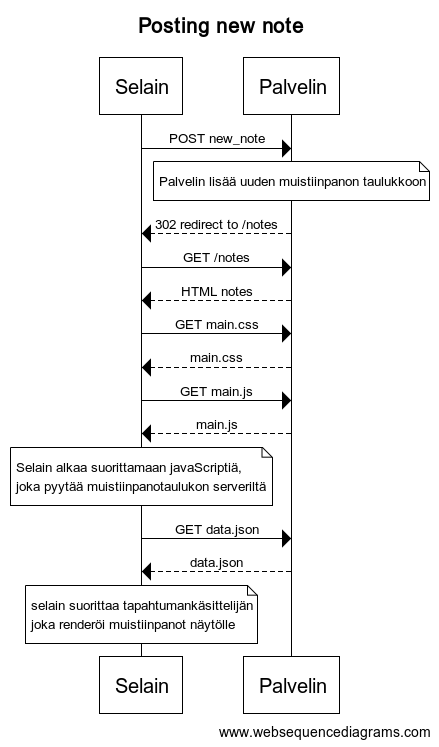 Posting new note
Selain
Palvelin
POST new_note
Palvelin lisää uuden muistiinpanon taulukkoon
302 redirect to /notes
GET /notes
HTML notes
GET main.css
main.css
GET main.js
main.js
Selain alkaa suorittamaan javaScriptiä,
joka pyytää muistiinpanotaulukon serveriltä
GET data.json
data.json
selain suorittaa tapahtumankäsittelijän
joka renderöi muistiinpanot näytölle
Selain
Palvelin
www.websequencediagrams.com